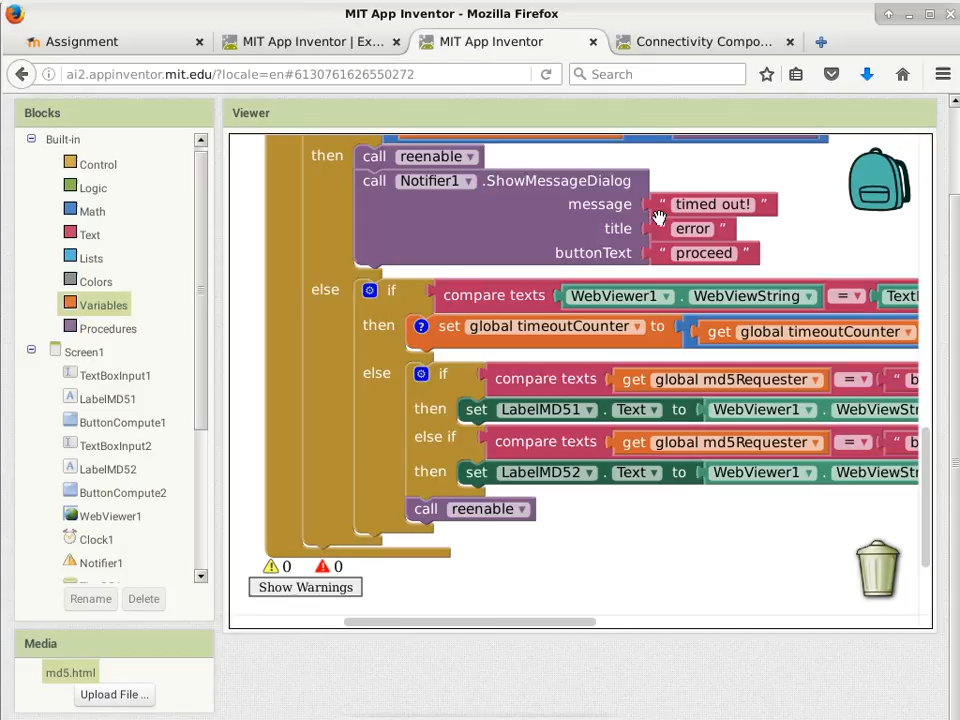 MIT App Inventor - Mozilla Firefox
Assignment
MIT App Inventor | Ex...
MIT App Inventor
Connectivity Compo...
ai2.appinventor.mit.edu/?locale=en#6130761626550272
Search
Blocks
Built-in
Control
Logic
Math
Text
Lists
Colors
Variables
Procedures
Screen1
TextBoxInput1
LabelMD51
ButtonCompute1
TextBoxInput2
LabelMD52
ButtonCompute2
WebViewer1
Clock1
Notifier1
Rename Delete
Media
md5.html
Upload File ...
Viewer
then call reenable
call Notifier1 .ShowMessageDialog
message “ timed out! ”
title “ error ”
buttonText “ proceed ”
else if compare texts WebViewer1 . WebViewString =
then ? set global timeoutCounter to get global timeoutCounter
else if compare texts get global md5Requester = “ b
then set LabelMD51 . Text to WebViewer1 .
else if compare texts get global md5Requester = “ b
then set LabelMD52 . Text to WebViewer1 .
call reenable
0 0
Show Warnings